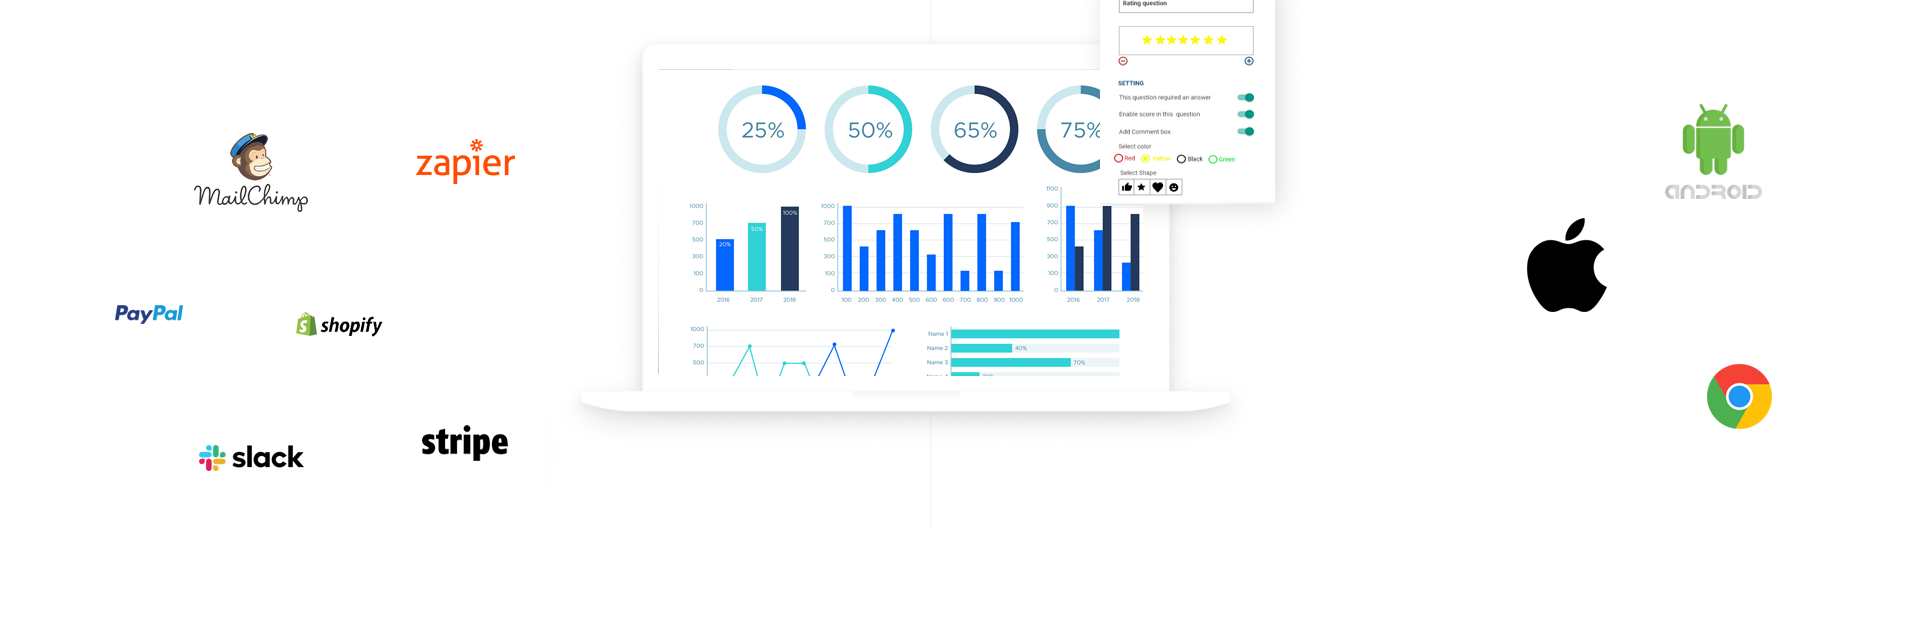 Rating question
SETTING
This question required an answer
Enable score in this question
Add Comment box
Select color
Red Yellow Black Green
Select Shape
MailChimp
zapier
PayPal
shopify
slack
stripe
25% 50% 65% 75%
1000
700
500
300
100
0
20% 50% 100%
2016 2017 2018
1000
700
500
300
100
0
100 200 300 400 500 600 600 700 800 900 1000
1100
900
500
300
100
0
2016 2017 2018
1000
700
500
Name 1
Name 2 40%
Name 3 70%
ANDROID